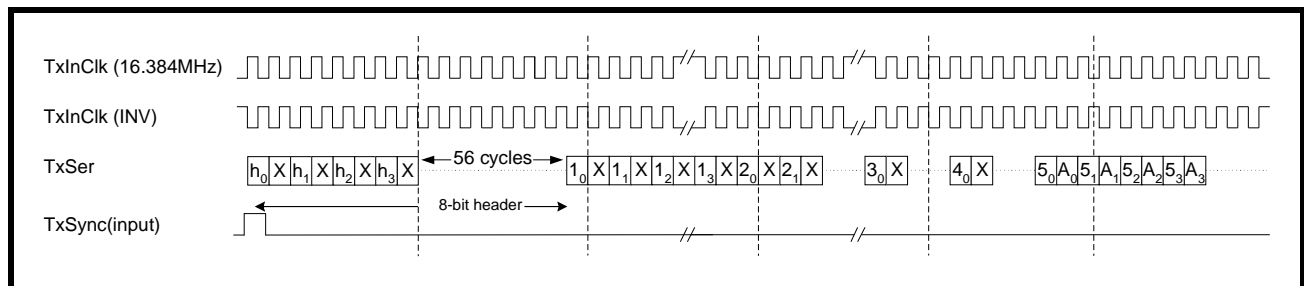 TxInClk (16.384MHz)
TxInClk (INV)
TxSer h₀ X h₁ X h₂ X h₃ X 56 cycles 1₀ X 1₁ X 1₂ X 1₃ X 2₀ X 2₁ X 3₀ X 4₀ X 5₀ A₀ 5₁ A₁ 5₂ A₂ 5₃ A₃
8-bit header
TxSync(input)